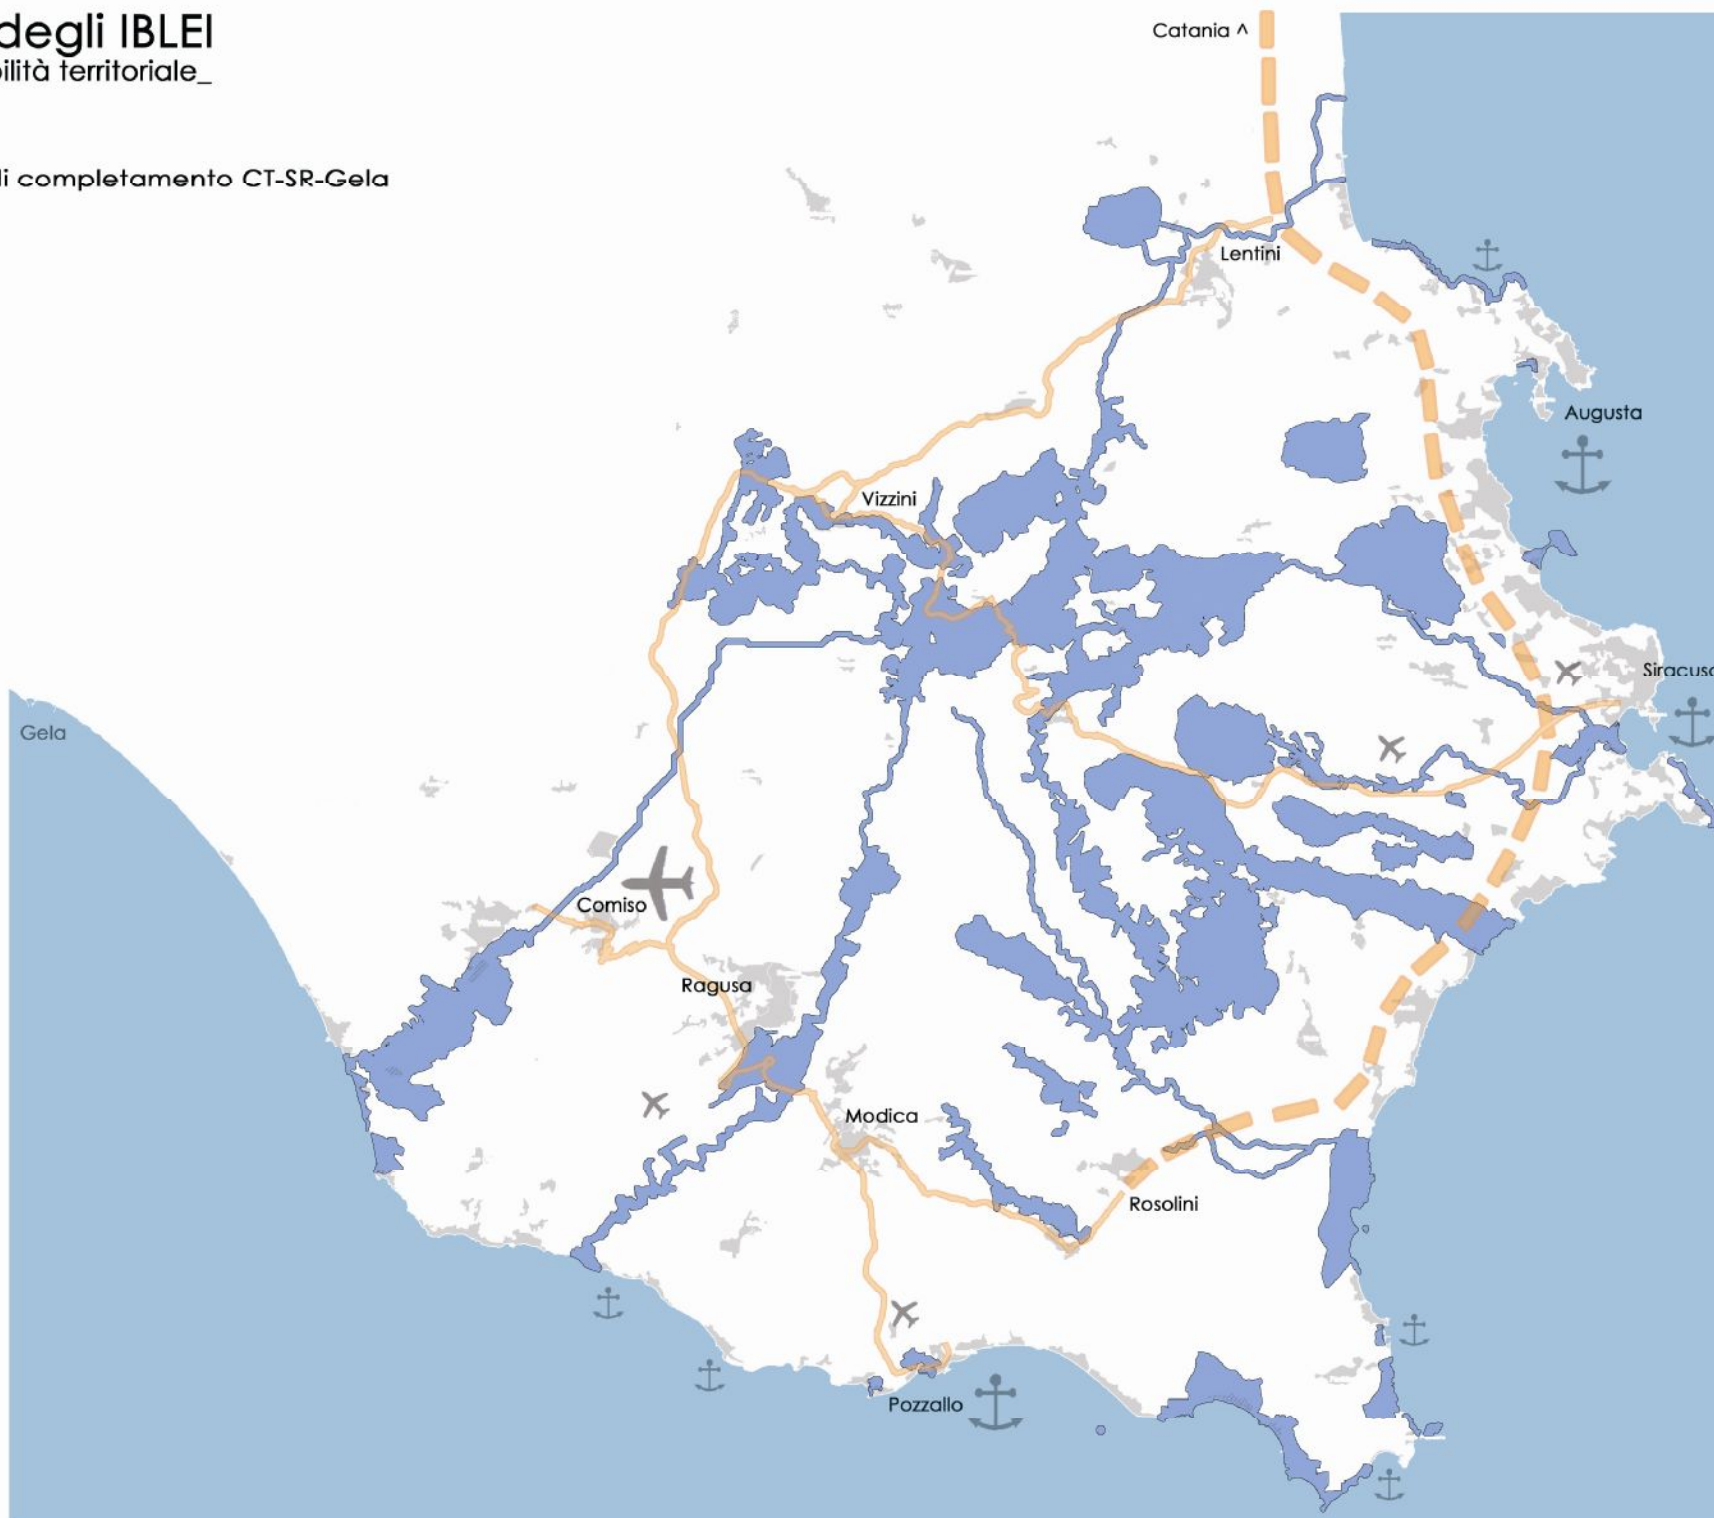 degli IBLEI
bilità territoriale_
di completamento CT-SR-Gela
Catania ^
Lentini
Augusta
Vizzini
Siracusa
Gela
Comiso
Ragusa
Modica
Rosolini
Pozzallo